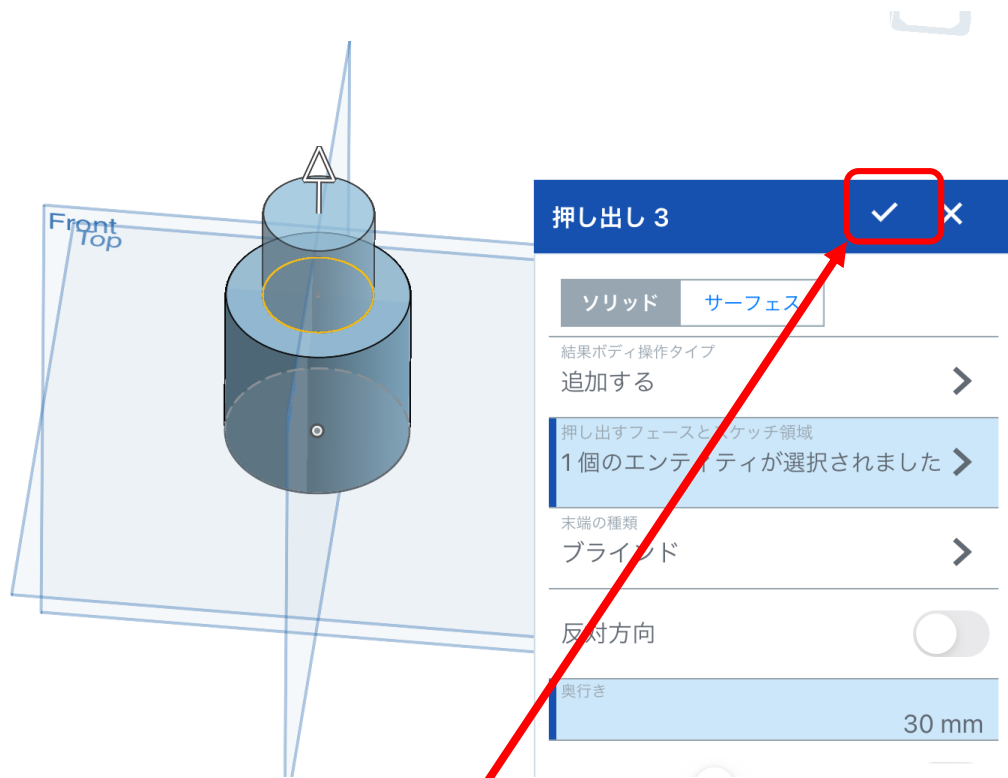 Front
Top
押し出し 3
ソリッド
サーフェス
結果ボディ操作タイプ
追加する
押し出すフェースとスケッチ領域
1 個のエンティティが選択されました
末端の種類
ブラインド
反対方向
奥行き
30 mm